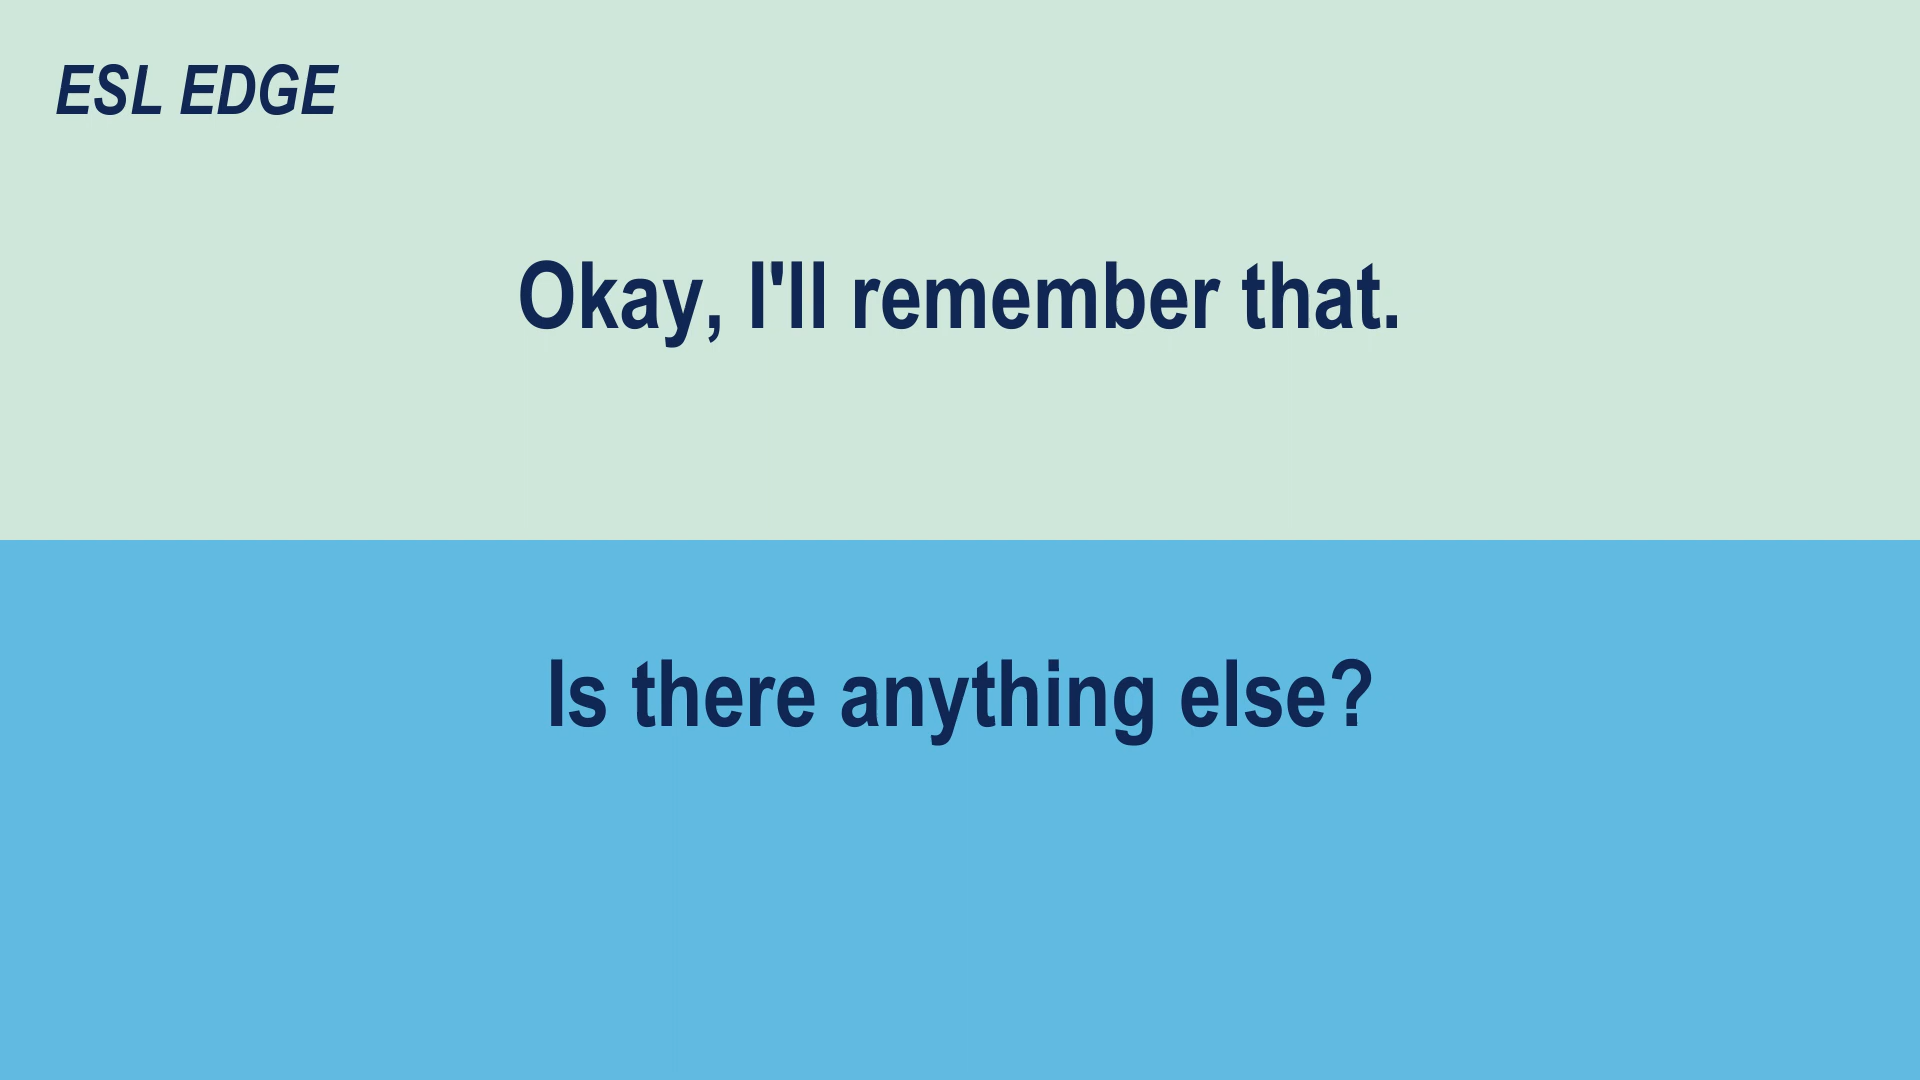 ESL EDGE
Okay, I'll remember that.
Is there anything else?